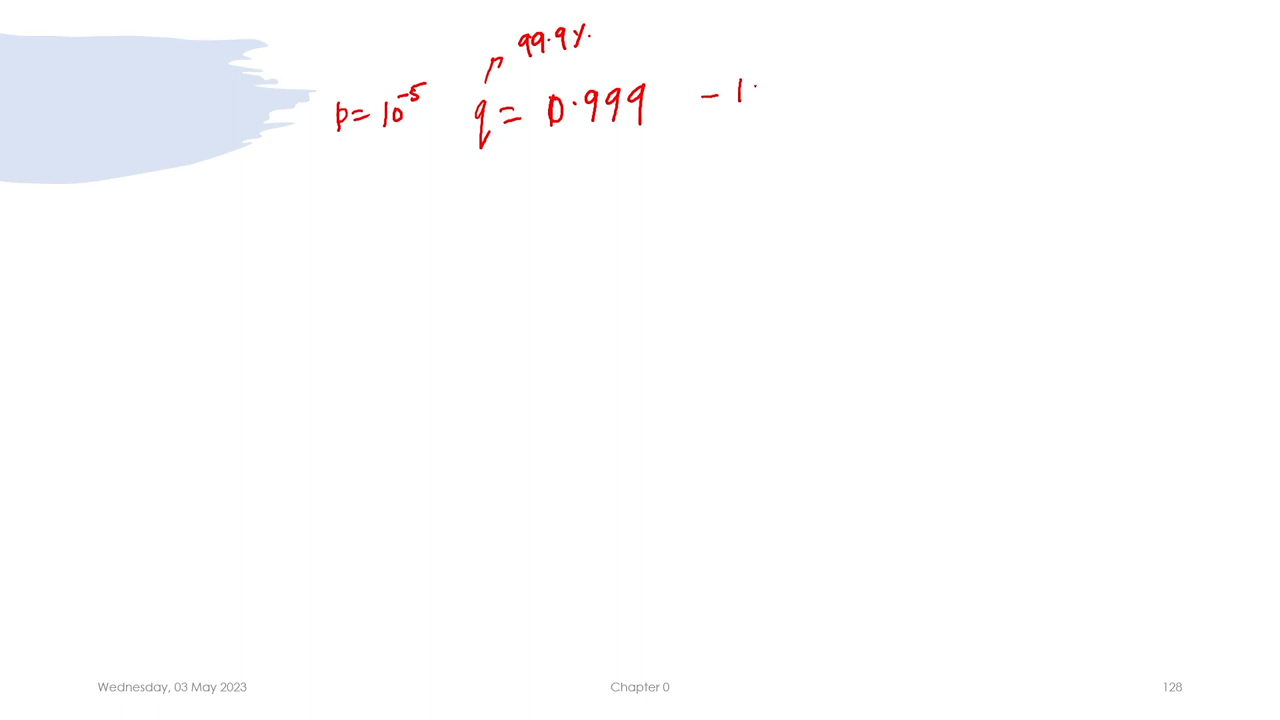 99.9%
p = 10^-5 q = 0.999 - 1.
Wednesday, 03 May 2023 Chapter 0 128